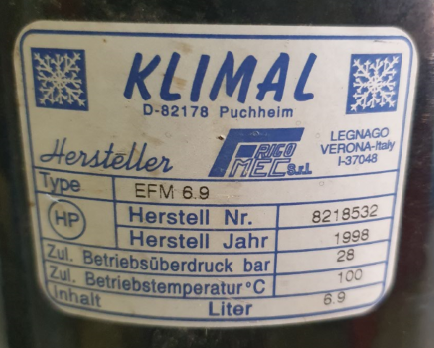 KLIMAL
D-82178 Puchheim
Hersteller FRIGO MEC S.r.l.
LEGNAGO
VERONA-Italy
I-37048
Type EFM 6.9
HP Herstell Nr. 8218532
Herstell Jahr 1998
Zul. Betriebsüberdruck bar 28
Zul. Betriebstemperatur °C 100
Inhalt Liter 6.9